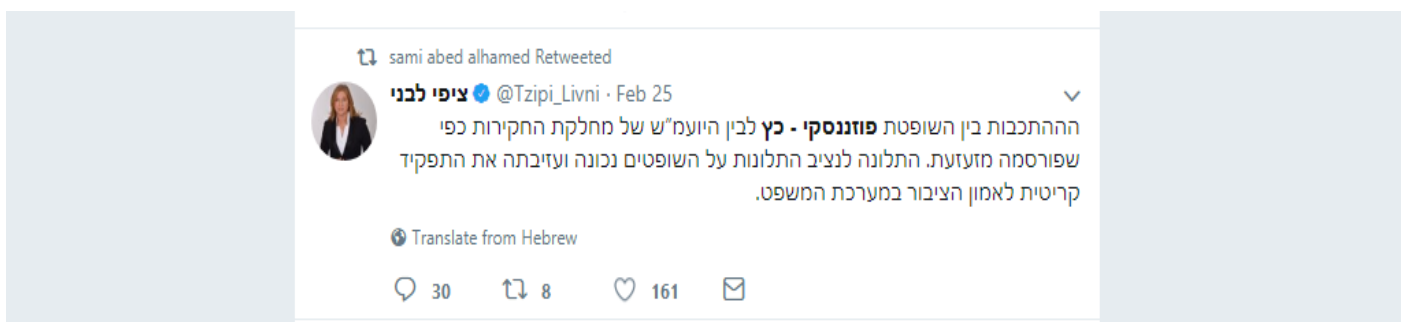 sami abed alhamed Retweeted
ציפי לבני @Tzipi_Livni · Feb 25
הההתכבות בין השופטת פוזננסקי - כץ לבין היועמ״ש של מחלקת החקירות כפי
שפורסמה מזעזעת. התלונה לנציב התלונות על השופטים נכונה ועזיבתה את התפקיד
קריטית לאמון הציבור במערכת המשפט.
Translate from Hebrew
30 8 161